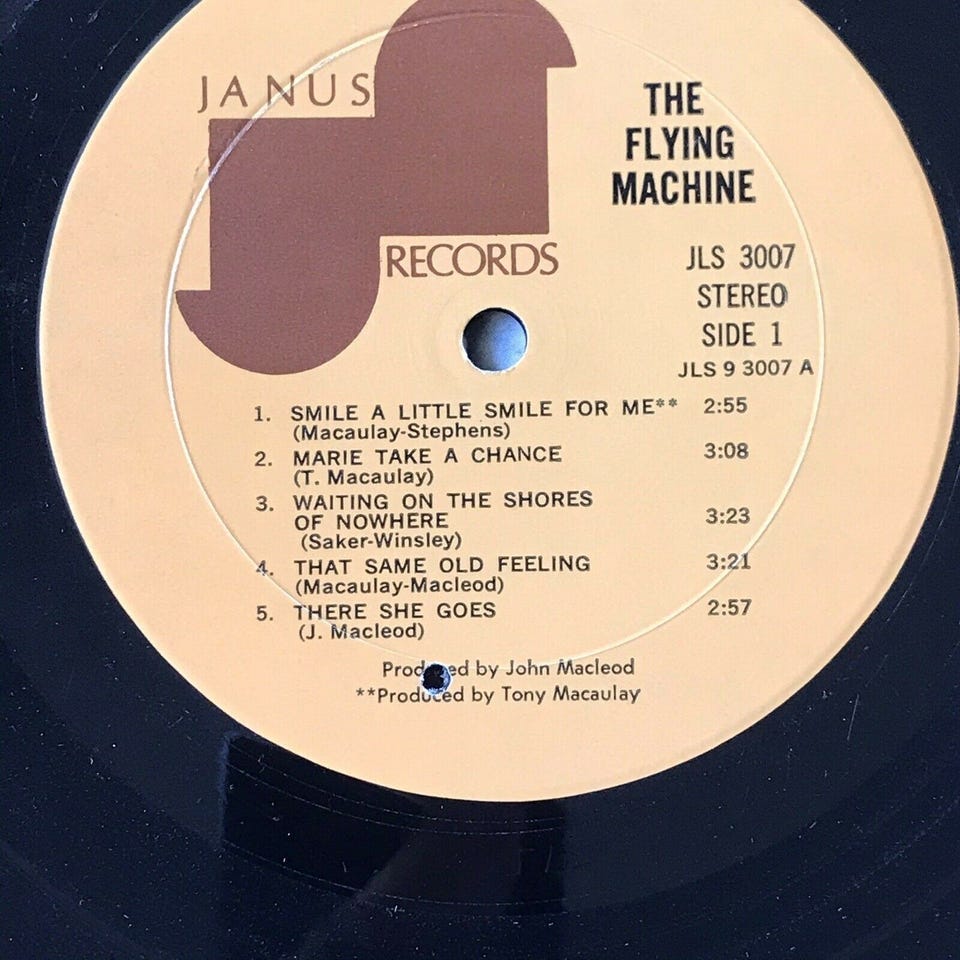 JANUS
RECORDS
THE
FLYING
MACHINE
JLS 3007
STEREO
SIDE 1
JLS 9 3007 A
1. SMILE A LITTLE SMILE FOR ME** 2:55
(Macaulay-Stephens)
2. MARIE TAKE A CHANCE 3:08
(T. Macaulay)
3. WAITING ON THE SHORES
OF NOWHERE 3:23
(Saker-Winsley)
4. THAT SAME OLD FEELING 3:21
(Macaulay-Macleod)
5. THERE SHE GOES 2:57
(J. Macleod)
Produced by John Macleod
**Produced by Tony Macaulay